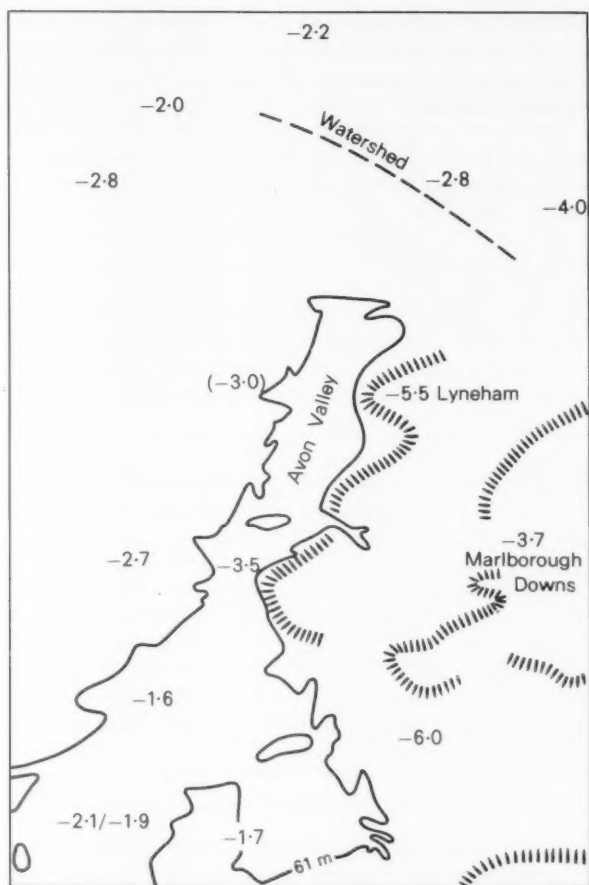 −2·2
−2·0
Watershed
−2·8
−2·8
−4·0
(−3·0)
Avon Valley
−5·5 Lyneham
−2·7
−3·5
−3·7
Marlborough
Downs
−1·6
−6·0
−2·1/−1·9
−1·7
61 m